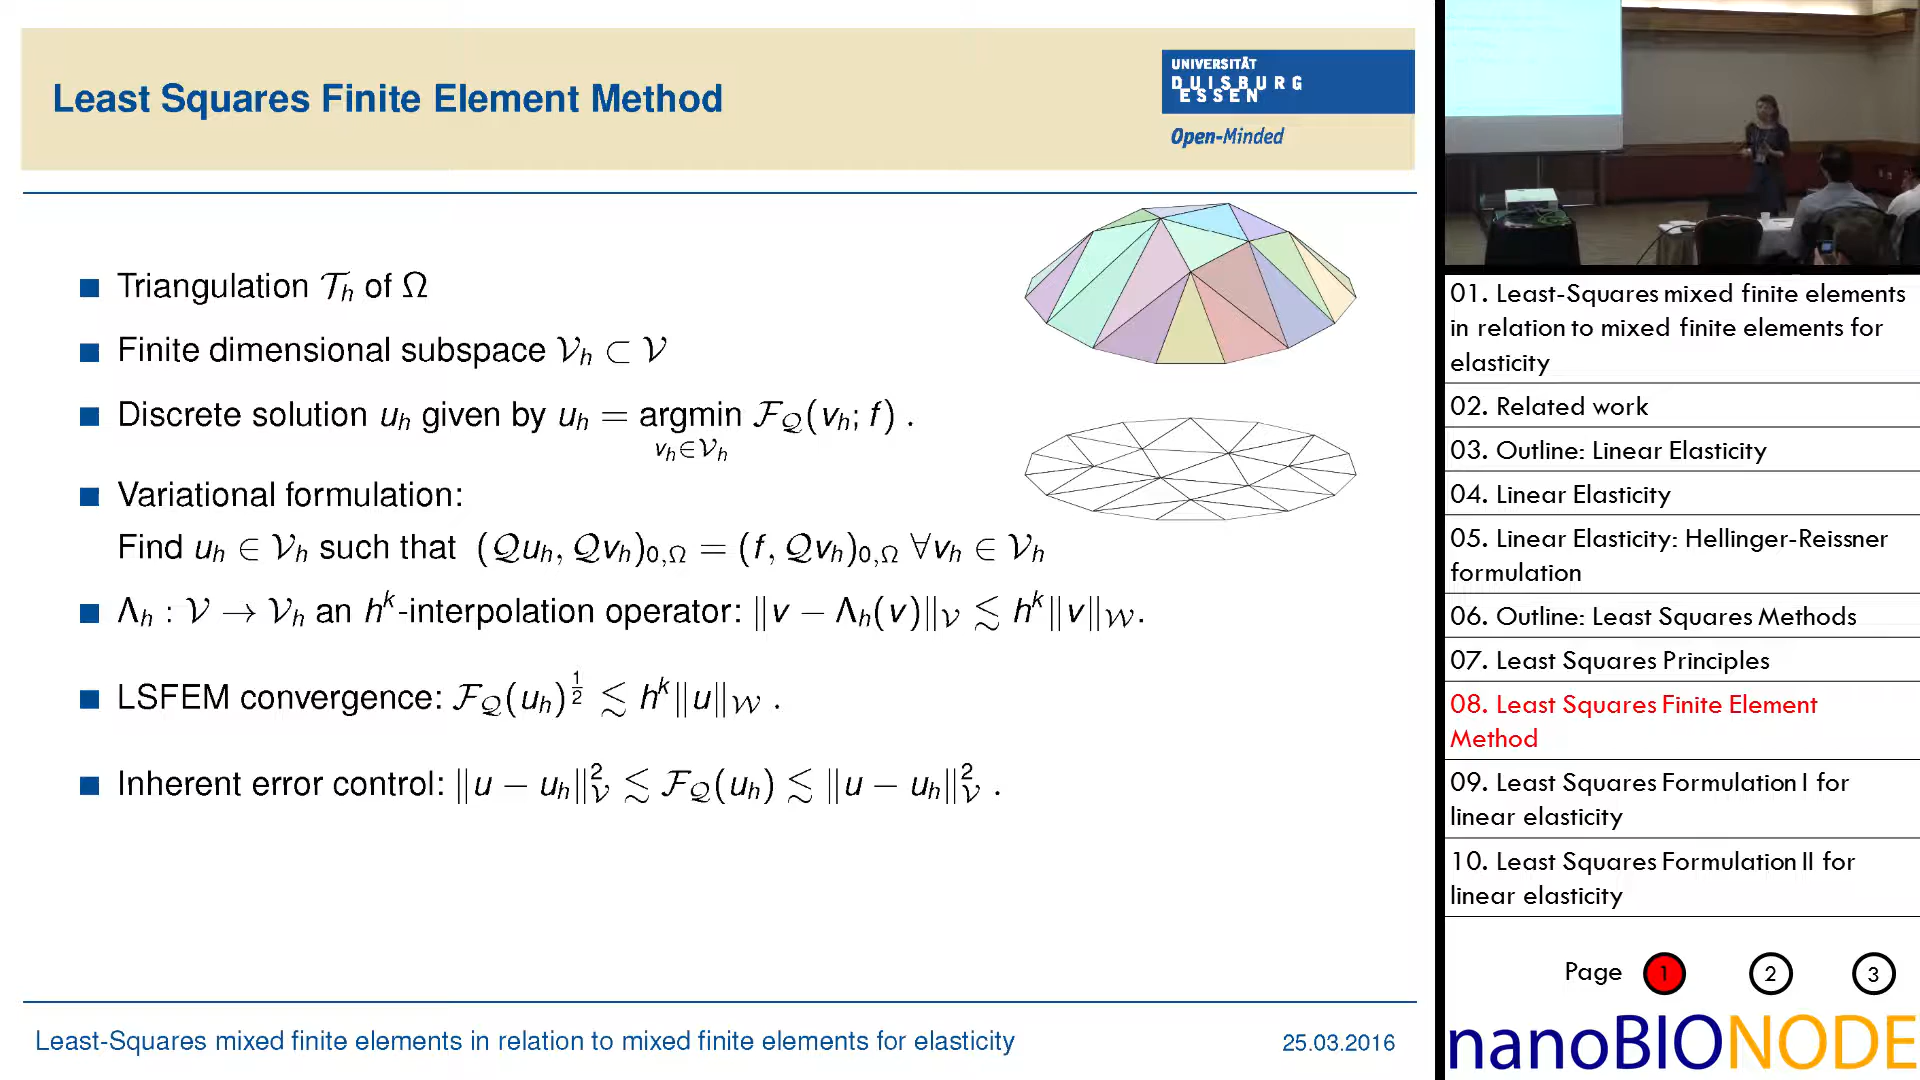 Least Squares Finite Element Method
UNIVERSITÄT
DUISBURG
ESSEN
Open-Minded
Triangulation 𝒯ₕ of Ω
Finite dimensional subspace 𝒱ₕ ⊂ 𝒱
Discrete solution uₕ given by uₕ = argmin ℱ_𝒬(vₕ; f) .
vₕ∈𝒱ₕ
Variational formulation:
Find uₕ ∈ 𝒱ₕ such that (𝒬uₕ, 𝒬vₕ)₀,Ω = (f, 𝒬vₕ)₀,Ω ∀vₕ ∈ 𝒱ₕ
Λₕ : 𝒱 → 𝒱ₕ an hᵏ-interpolation operator: ‖v − Λₕ(v)‖_𝒱 ≲ hᵏ‖v‖_𝒲.
LSFEM convergence: ℱ_𝒬(uₕ)^½ ≲ hᵏ‖u‖_𝒲 .
Inherent error control: ‖u − uₕ‖²_𝒱 ≲ ℱ_𝒬(uₕ) ≲ ‖u − uₕ‖²_𝒱 .
Least-Squares mixed finite elements in relation to mixed finite elements for elasticity
25.03.2016
01. Least-Squares mixed finite elements
in relation to mixed finite elements for
elasticity
02. Related work
03. Outline: Linear Elasticity
04. Linear Elasticity
05. Linear Elasticity: Hellinger-Reissner
formulation
06. Outline: Least Squares Methods
07. Least Squares Principles
08. Least Squares Finite Element
Method
09. Least Squares Formulation I for
linear elasticity
10. Least Squares Formulation II for
linear elasticity
Page 1 2 3
nanoBIONODE